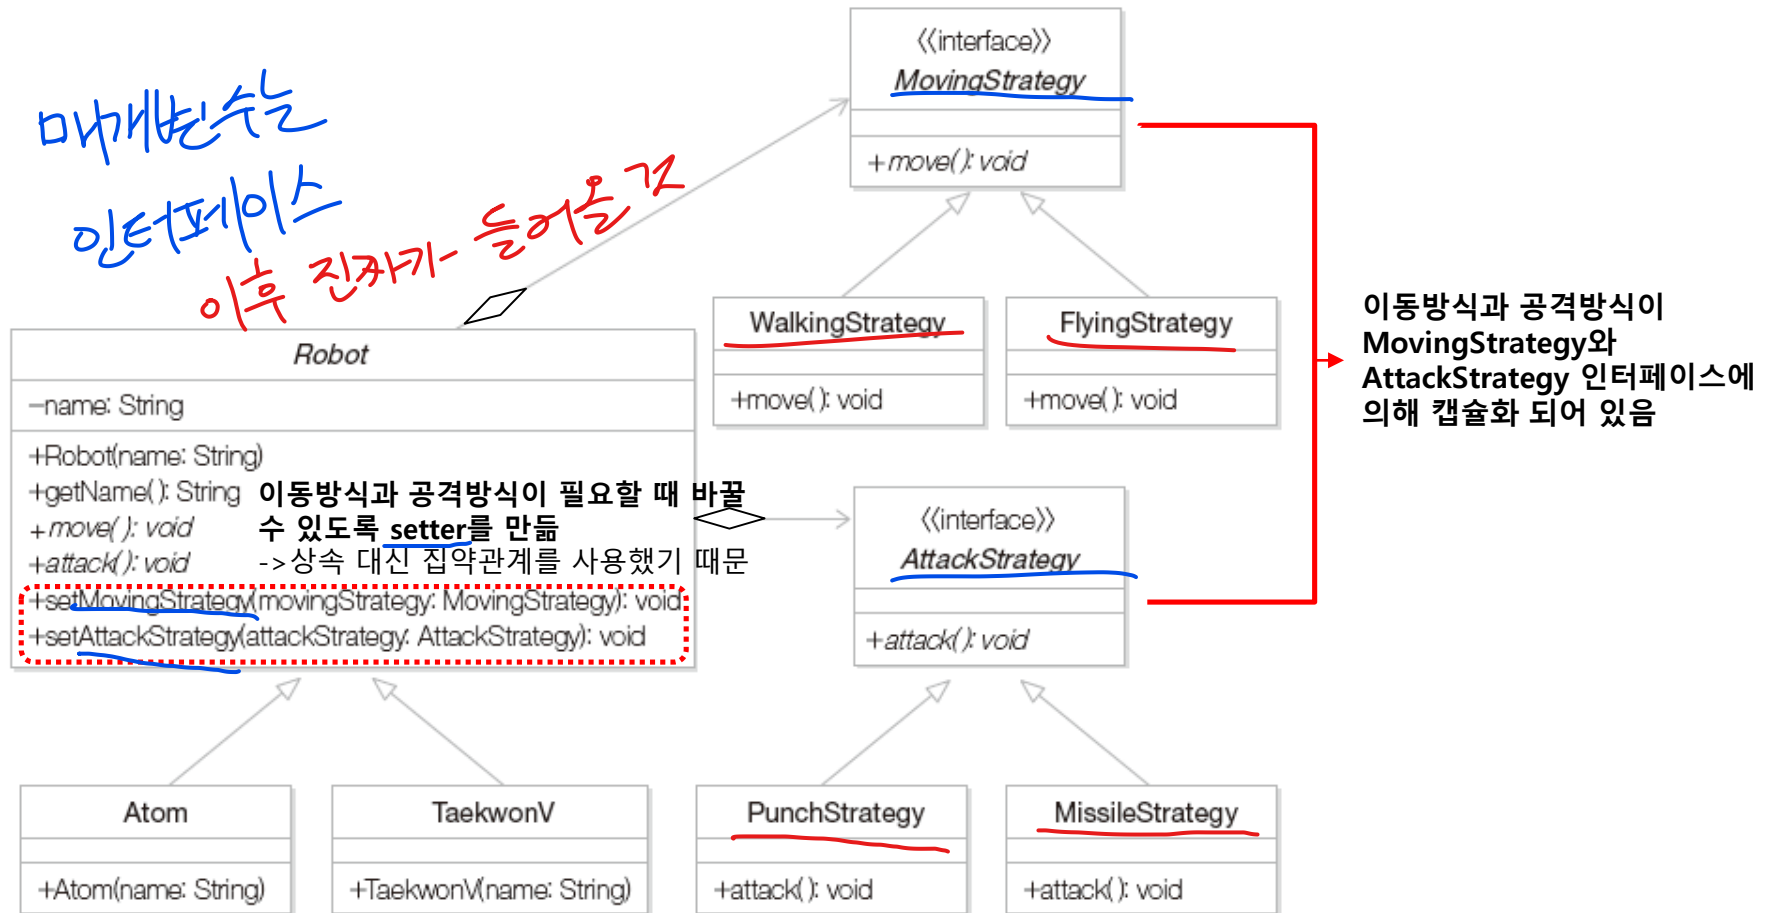 <<interface>>
MovingStrategy
+move(): void
매개변수는
인터페이스
이후 진짜가 들어올 것
WalkingStrategy
+move(): void
FlyingStrategy
+move(): void
이동방식과 공격방식이
MovingStrategy와
AttackStrategy 인터페이스에
의해 캡슐화 되어 있음
Robot
-name: String
+Robot(name: String)
+getName(): String
+move(): void
+attack(): void
+setMovingStrategy(movingStrategy: MovingStrategy): void
+setAttackStrategy(attackStrategy: AttackStrategy): void
이동방식과 공격방식이 필요할 때 바꿀
수 있도록 setter를 만듦
->상속 대신 집약관계를 사용했기 때문
<<interface>>
AttackStrategy
+attack(): void
Atom
+Atom(name: String)
TaekwonV
+TaekwonV(name: String)
PunchStrategy
+attack(): void
MissileStrategy
+attack(): void